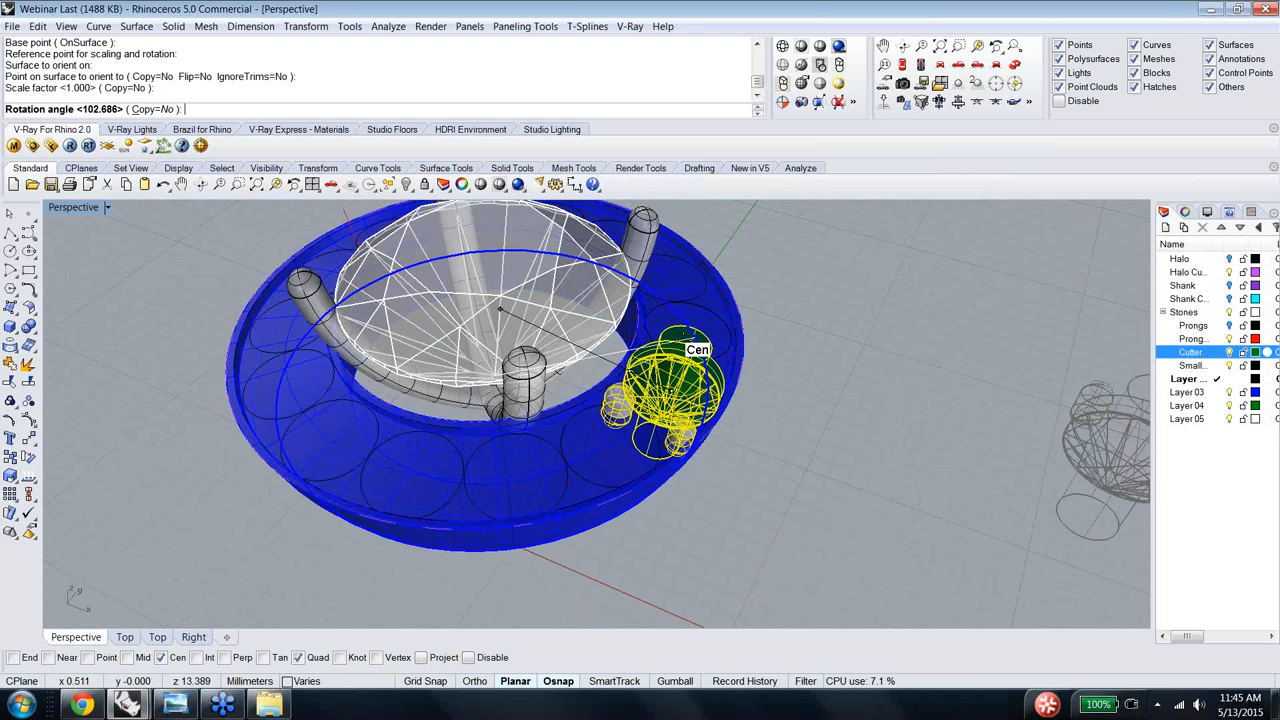 Webinar Last (1488 KB) - Rhinoceros 5.0 Commercial - [Perspective]
File Edit View Curve Surface Solid Mesh Dimension Transform Tools Analyze Render Panels Paneling Tools T-Splines V-Ray Help
Base point ( OnSurface ):
Reference point for scaling and rotation:
Surface to orient on:
Point on surface to orient to ( Copy=No Flip=No IgnoreTrims=No ):
Scale factor <1.000> ( Copy=No ):
Rotation angle <102.686> ( Copy=No ):
Points Curves Surfaces
Polysurfaces Meshes Annotations
Lights Blocks Control Points
Point Clouds Hatches Others
Disable
V-Ray For Rhino 2.0 V-Ray Lights Brazil for Rhino V-Ray Express - Materials Studio Floors HDRI Environment Studio Lighting
Standard CPlanes Set View Display Select Visibility Transform Curve Tools Surface Tools Solid Tools Mesh Tools Render Tools Drafting New in V5 Analyze
Perspective
Name
Halo
Halo Cu...
Shank
Shank C...
Stones
Prongs
Prong...
Cutter
Small...
Layer ...
Layer 03
Layer 04
Layer 05
Cen
z y
x
Perspective Top Top Right
End Near Point Mid Cen Int Perp Tan Quad Knot Vertex Project Disable
CPlane x 0.511 y -0.000 z 13.389 Millimeters Varies Grid Snap Ortho Planar Osnap SmartTrack Gumball Record History Filter CPU use: 7.1 %
100%
11:45 AM
5/13/2015